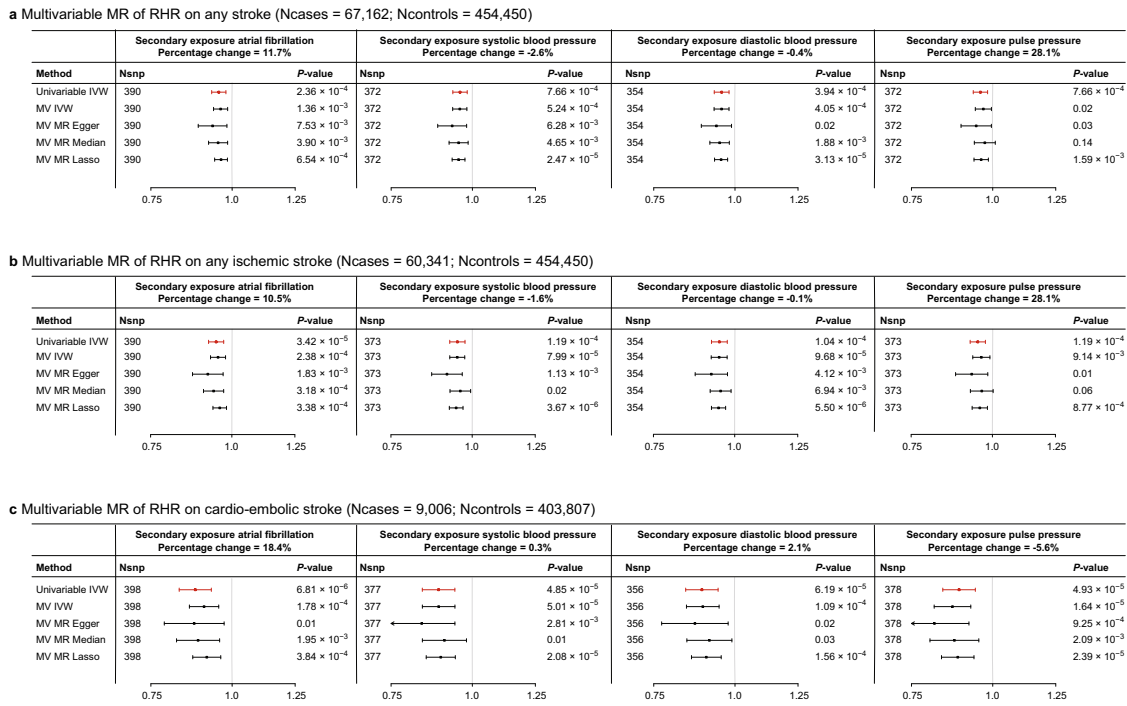 a Multivariable MR of RHR on any stroke (Ncases = 67,162; Ncontrols = 454,450)
Secondary exposure atrial fibrillation Secondary exposure systolic blood pressure Secondary exposure diastolic blood pressure Secondary exposure pulse pressure
Percentage change = 11.7% Percentage change = -2.6% Percentage change = -0.4% Percentage change = 28.1%
Method Nsnp P-value Nsnp P-value Nsnp P-value Nsnp P-value
Univariable IVW 390 2.36 × 10⁻⁴ 372 7.66 × 10⁻⁴ 354 3.94 × 10⁻⁴ 372 7.66 × 10⁻⁴
MV IVW 390 1.36 × 10⁻³ 372 5.24 × 10⁻⁴ 354 4.05 × 10⁻⁴ 372 0.02
MV MR Egger 390 7.53 × 10⁻³ 372 6.28 × 10⁻³ 354 0.02 372 0.03
MV MR Median 390 3.90 × 10⁻³ 372 4.65 × 10⁻³ 354 1.88 × 10⁻³ 372 0.14
MV MR Lasso 390 6.54 × 10⁻⁴ 372 2.47 × 10⁻⁵ 354 3.13 × 10⁻⁵ 372 1.59 × 10⁻³
0.75 1.0 1.25 0.75 1.0 1.25 0.75 1.0 1.25 0.75 1.0 1.25
b Multivariable MR of RHR on any ischemic stroke (Ncases = 60,341; Ncontrols = 454,450)
Secondary exposure atrial fibrillation Secondary exposure systolic blood pressure Secondary exposure diastolic blood pressure Secondary exposure pulse pressure
Percentage change = 10.5% Percentage change = -1.6% Percentage change = -0.1% Percentage change = 28.1%
Method Nsnp P-value Nsnp P-value Nsnp P-value Nsnp P-value
Univariable IVW 390 3.42 × 10⁻⁵ 373 1.19 × 10⁻⁴ 354 1.04 × 10⁻⁴ 373 1.19 × 10⁻⁴
MV IVW 390 2.38 × 10⁻⁴ 373 7.99 × 10⁻⁵ 354 9.68 × 10⁻⁵ 373 9.14 × 10⁻³
MV MR Egger 390 1.83 × 10⁻³ 373 1.13 × 10⁻³ 354 4.12 × 10⁻³ 373 0.01
MV MR Median 390 3.18 × 10⁻⁴ 373 0.02 354 6.94 × 10⁻³ 373 0.06
MV MR Lasso 390 3.38 × 10⁻⁴ 373 3.67 × 10⁻⁶ 354 5.50 × 10⁻⁶ 373 8.77 × 10⁻⁴
0.75 1.0 1.25 0.75 1.0 1.25 0.75 1.0 1.25 0.75 1.0 1.25
c Multivariable MR of RHR on cardio-embolic stroke (Ncases = 9,006; Ncontrols = 403,807)
Secondary exposure atrial fibrillation Secondary exposure systolic blood pressure Secondary exposure diastolic blood pressure Secondary exposure pulse pressure
Percentage change = 18.4% Percentage change = 0.3% Percentage change = 2.1% Percentage change = -5.6%
Method Nsnp P-value Nsnp P-value Nsnp P-value Nsnp P-value
Univariable IVW 398 6.81 × 10⁻⁶ 377 4.85 × 10⁻⁵ 356 6.19 × 10⁻⁵ 378 4.93 × 10⁻⁵
MV IVW 398 1.78 × 10⁻⁴ 377 5.01 × 10⁻⁵ 356 1.09 × 10⁻⁴ 378 1.64 × 10⁻⁵
MV MR Egger 398 0.01 377 2.81 × 10⁻³ 356 0.02 378 9.25 × 10⁻⁴
MV MR Median 398 1.95 × 10⁻³ 377 0.01 356 0.03 378 2.09 × 10⁻³
MV MR Lasso 398 3.84 × 10⁻⁴ 377 2.08 × 10⁻⁵ 356 1.56 × 10⁻⁴ 378 2.39 × 10⁻⁵
0.75 1.0 1.25 0.75 1.0 1.25 0.75 1.0 1.25 0.75 1.0 1.25